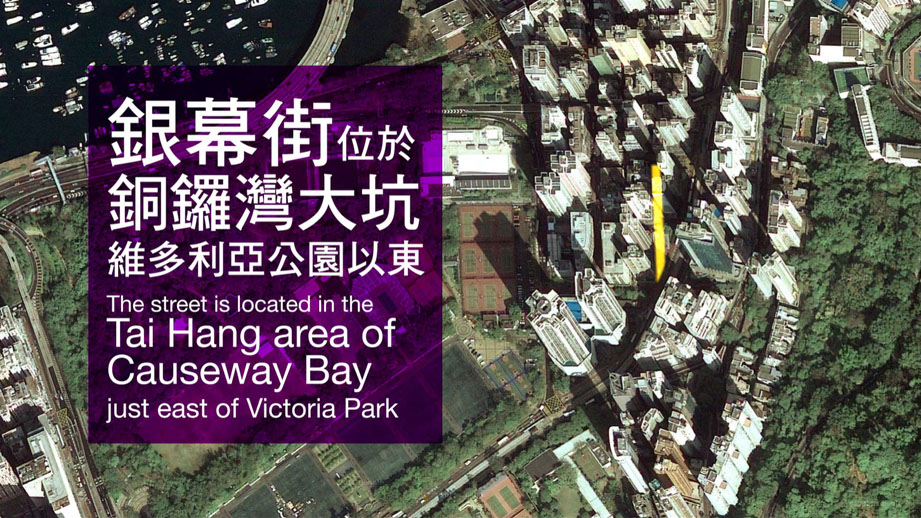 銀幕街位於
銅鑼灣大坑
維多利亞公園以東
The street is located in the
Tai Hang area of
Causeway Bay
just east of Victoria Park